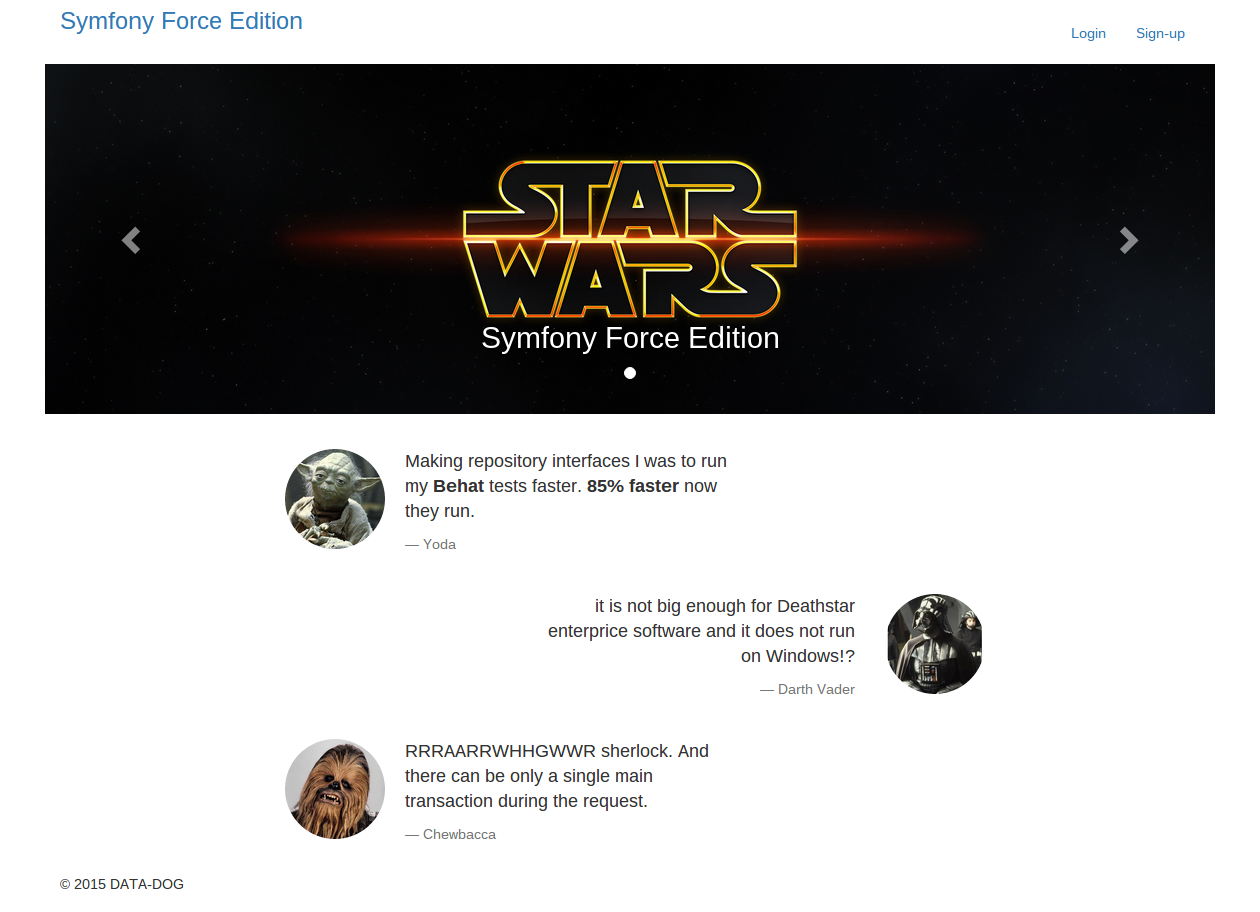 Symfony Force Edition
Login Sign-up
STAR
WARS
Symfony Force Edition
Making repository interfaces I was to run
my Behat tests faster. 85% faster now
they run.
— Yoda
it is not big enough for Deathstar
enterprice software and it does not run
on Windows!?
— Darth Vader
RRRAARRWHHGWWR sherlock. And
there can be only a single main
transaction during the request.
— Chewbacca
© 2015 DATA-DOG